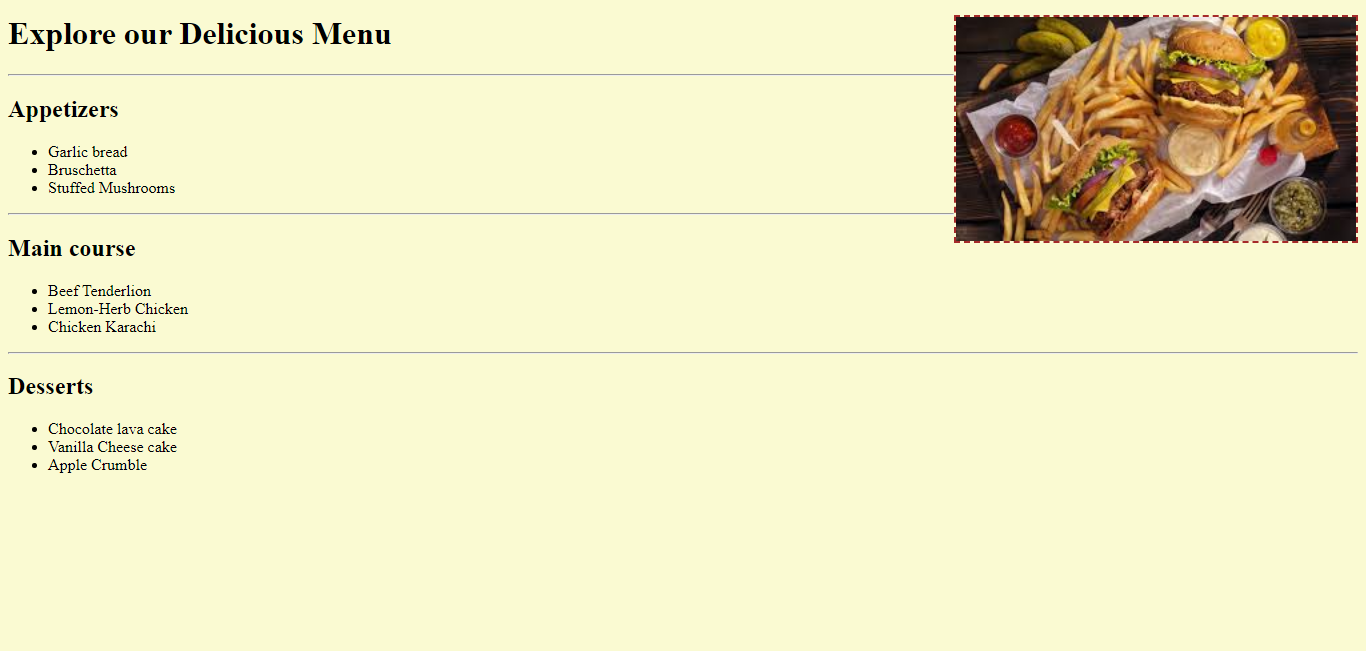 Explore our Delicious Menu
Appetizers
Garlic bread
Bruschetta
Stuffed Mushrooms
Main course
Beef Tenderlion
Lemon-Herb Chicken
Chicken Karachi
Desserts
Chocolate lava cake
Vanilla Cheese cake
Apple Crumble